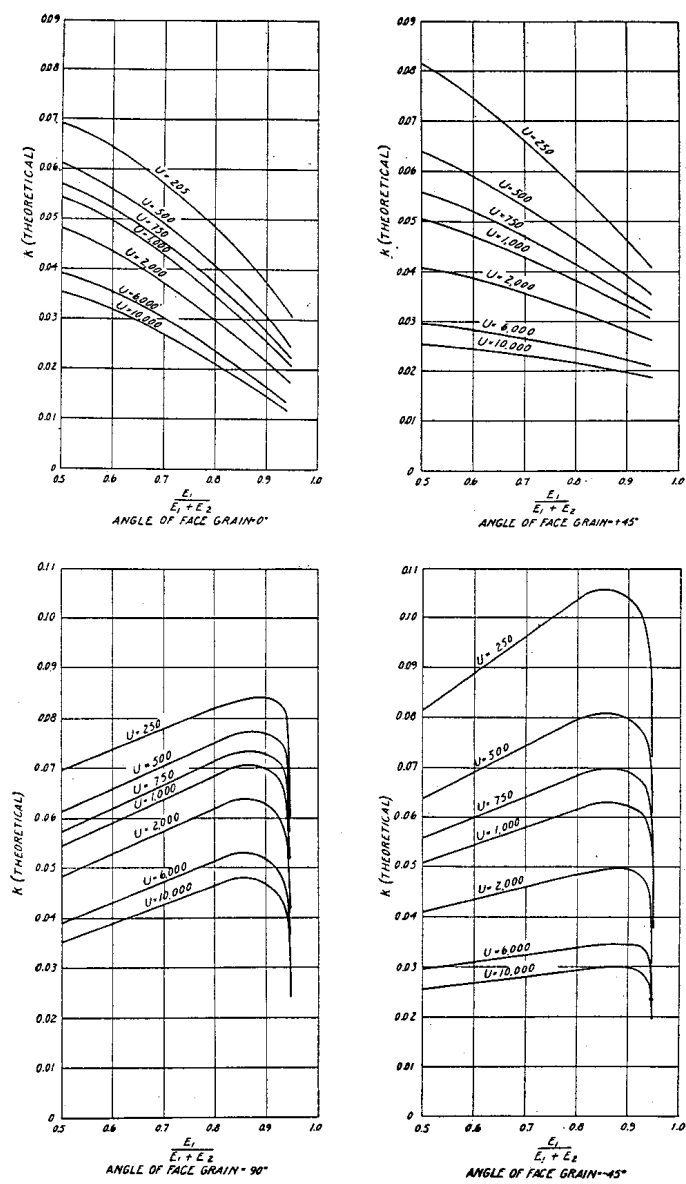 0.09
0.08
0.07
0.06
0.05
0.04
0.03
0.02
0.01
0
K (THEORETICAL)
U=205
U=500
U=750
U=1,000
U=2,000
U=6,000
U=10,000
0.5 0.6 0.7 0.8 0.9 1.0
E1
E1 + E2
ANGLE OF FACE GRAIN=0°
0.09
0.08
0.07
0.06
0.05
0.04
0.03
0.02
0.01
0
K (THEORETICAL)
U=250
U=500
U=750
U=1,000
U=2,000
U=6,000
U=10,000
0.5 0.6 0.7 0.8 0.9 1.0
E1
E1 + E2
ANGLE OF FACE GRAIN=+45°
0.11
0.10
0.09
0.08
0.07
0.06
0.05
0.04
0.03
0.02
0.01
0
K (THEORETICAL)
U=250
U=500
U=750
U=1,000
U=2,000
U=6,000
U=10,000
0.5 0.6 0.7 0.8 0.9 1.0
E1
E1 + E2
ANGLE OF FACE GRAIN=90°
0.11
0.10
0.09
0.08
0.07
0.06
0.05
0.04
0.03
0.02
0.01
0
K (THEORETICAL)
U=250
U=500
U=750
U=1,000
U=2,000
U=6,000
U=10,000
0.5 0.6 0.7 0.8 0.9 1.0
E1
E1 + E2
ANGLE OF FACE GRAIN=-45°